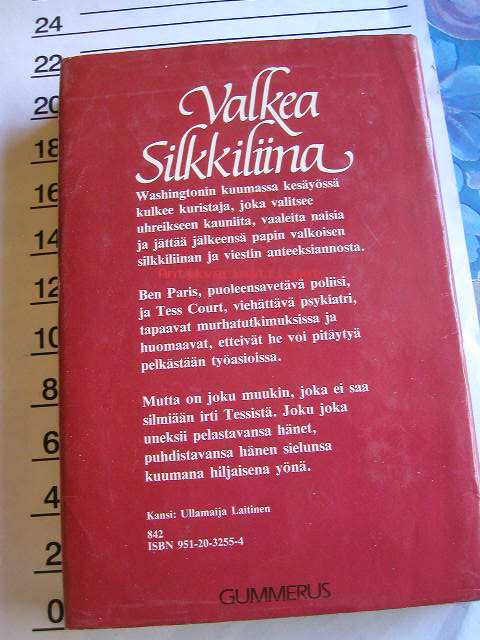 24
22
20
18
16
14
12
10
8
6
4
2
0
Valkea
Silkkiliina
Washingtonin kuumassa kesäyössä
kulkee kuristaja, joka valitsee
uhreikseen kauniita, vaaleita naisia
ja jättää jälkeensä papin valkoisen
silkkiliinan ja viestin anteeksiannosta.
Ben Paris, puoleensavetävä poliisi,
ja Tess Court, viehättävä psykiatri,
tapaavat murhatutkimuksissa ja
huomaavat, etteivät he voi pitäytyä
pelkästään työasioissa.
Mutta on joku muukin, joka ei saa
silmiään irti Tessistä. Joku joka
uneksii pelastavansa hänet,
puhdistavansa hänen sielunsa
kuumana hiljaisena yönä.
Kansi: Ullamaija Laitinen
842
ISBN 951-20-3255-4
GUMMERUS